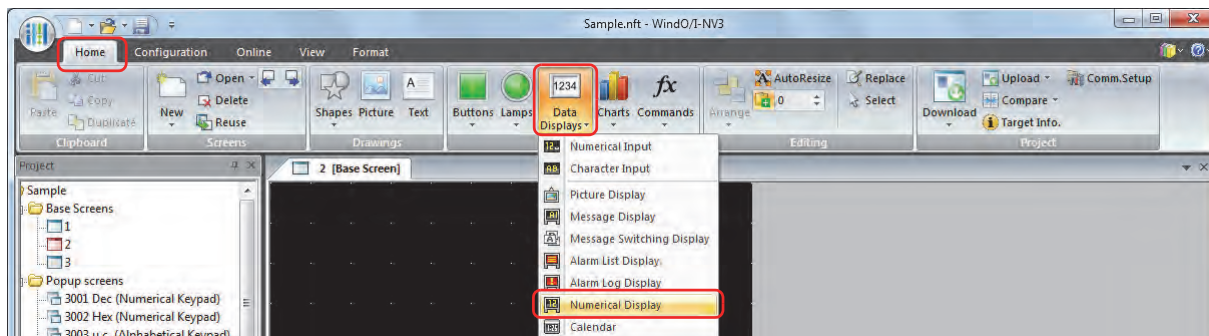 Sample.nft - WindO/I-NV3
Home Configuration Online View Format
Cut
Copy
Paste
Duplicate
Clipboard
New
Open
Delete
Reuse
Screens
Shapes Picture Text
Drawings
Buttons Lamps
1234
Data
Displays
Charts
fx
Commands
Arrange
AutoResize
0
Replace
Select
Editing
Download
Upload
Compare
Target Info.
Comm.Setup
Project
Project
2 [Base Screen]
Sample
Base Screens
1
2
3
Popup screens
3001 Dec (Numerical Keypad)
3002 Hex (Numerical Keypad)
3003 u.c. (Alphabetical Keypad)
Numerical Input
Character Input
Picture Display
Message Display
Message Switching Display
Alarm List Display
Alarm Log Display
Numerical Display
Calendar